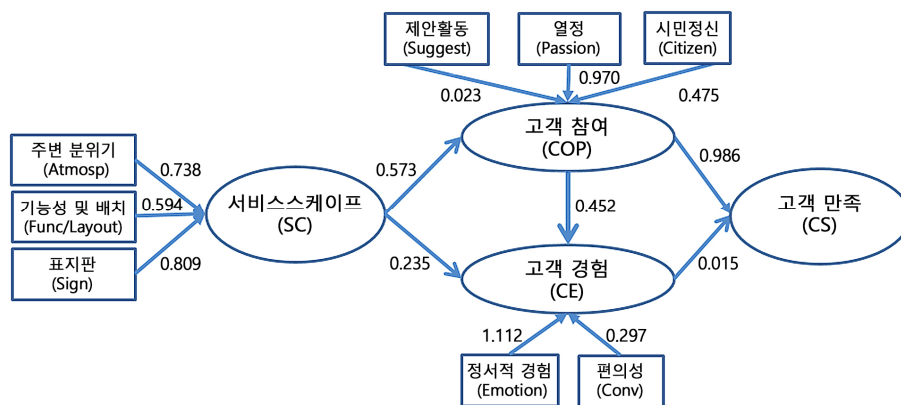 제안활동
(Suggest)
열정
(Passion)
시민정신
(Citizen)
0.023
0.970
0.475
고객 참여
(COP)
주변 분위기
(Atmosp)
0.738
0.573
0.986
기능성 및 배치
(Func/Layout)
0.594
서비스스케이프
(SC)
0.452
고객 만족
(CS)
표지판
(Sign)
0.809
0.235
고객 경험
(CE)
0.015
1.112
0.297
정서적 경험
(Emotion)
편의성
(Conv)